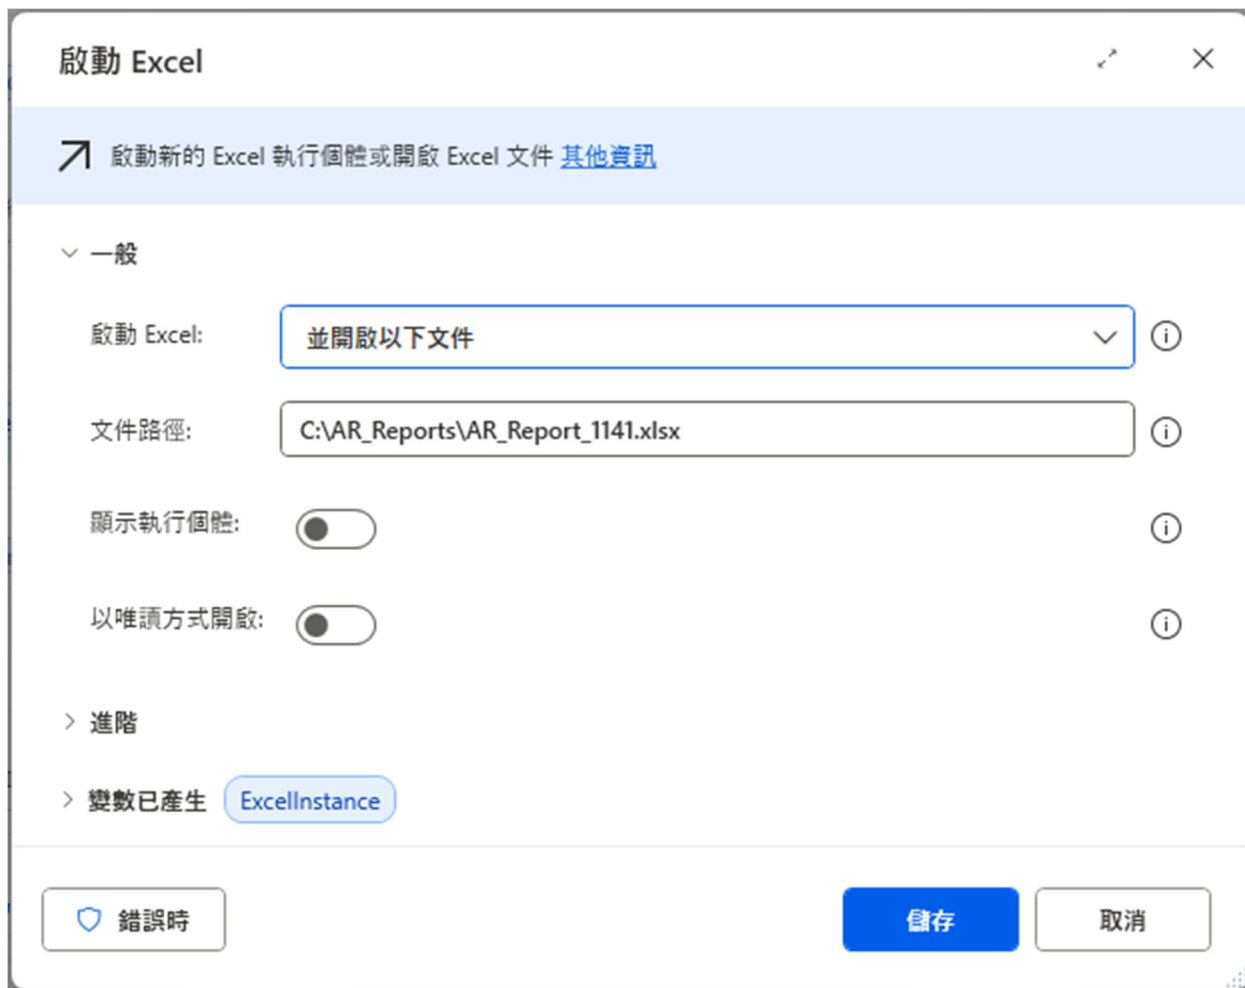 啟動 Excel
啟動新的 Excel 執行個體或開啟 Excel 文件 其他資訊
一般
啟動 Excel:
並開啟以下文件
文件路徑:
C:\AR_Reports\AR_Report_1141.xlsx
顯示執行個體:
以唯讀方式開啟:
進階
變數已產生 ExcelInstance
錯誤時
儲存
取消